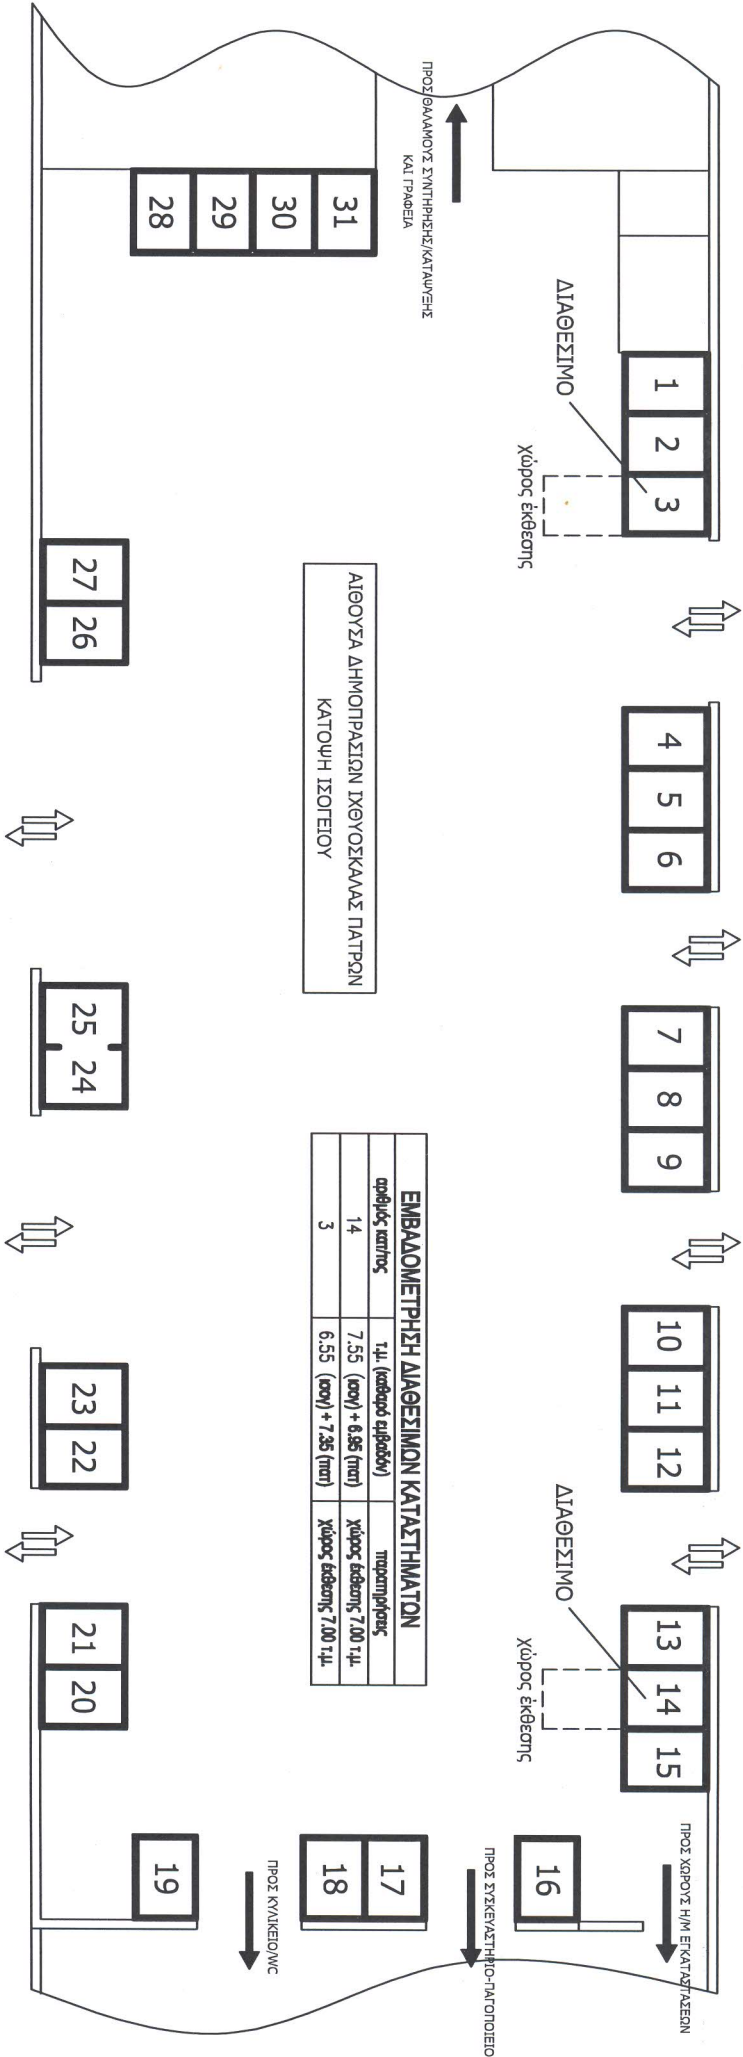 ΠΡΟΣ ΘΑΛΑΜΟΥΣ ΣΥΝΤΗΡΗΣΗΣ/ΚΑΤΑΨΥΞΗΣ
ΚΑΙ ΓΡΑΦΕΙΑ
ΔΙΑΘΕΣΙΜΟ
1 2 3
χώρος έκθεσης
4 5 6
7 8 9
10 11 12
ΔΙΑΘΕΣΙΜΟ
13 14 15
χώρος έκθεσης
ΠΡΟΣ ΧΩΡΟΥΣ Η/Μ ΕΓΚΑΤΑΣΤΑΣΕΩΝ
16
ΠΡΟΣ ΣΥΣΚΕΥΑΣΤΗΡΙΟ-ΠΑΓΟΠΟΙΕΙΟ
17
18
ΠΡΟΣ ΚΥΛΙΚΕΙΟ/WC
19
31
30
29
28
ΑΙΘΟΥΣΑ ΔΗΜΟΠΡΑΣΙΩΝ ΙΧΘΥΟΣΚΑΛΑΣ ΠΑΤΡΩΝ
ΚΑΤΟΨΗ ΙΣΟΓΕΙΟΥ
ΕΜΒΑΔΟΜΕΤΡΗΣΗ ΔΙΑΘΕΣΙΜΩΝ ΚΑΤΑΣΤΗΜΑΤΩΝ
αριθμός κατ/τος τ.μ. (καθαρό εμβαδόν) παρατηρήσεις
14 7.55 (ισογ) + 6.95 (πατ) χώρος έκθεσης 7.00 τ.μ.
3 6.55 (ισογ) + 7.35 (πατ) χώρος έκθεσης 7.00 τ.μ.
27 26
25 24
23 22
21 20